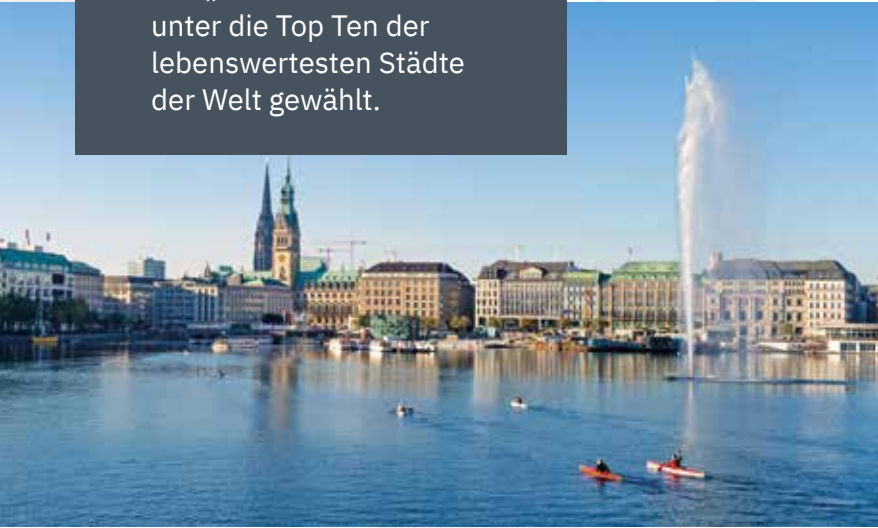 unter die Top Ten der
lebenswertesten Städte
der Welt gewählt.